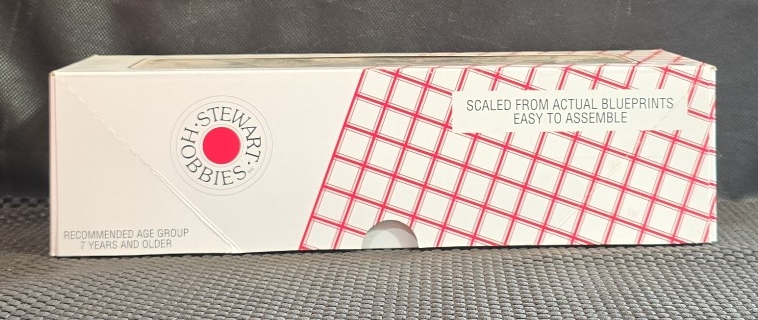 STEWART HOBBIES
SCALED FROM ACTUAL BLUEPRINTS
EASY TO ASSEMBLE
RECOMMENDED AGE GROUP
7 YEARS AND OLDER